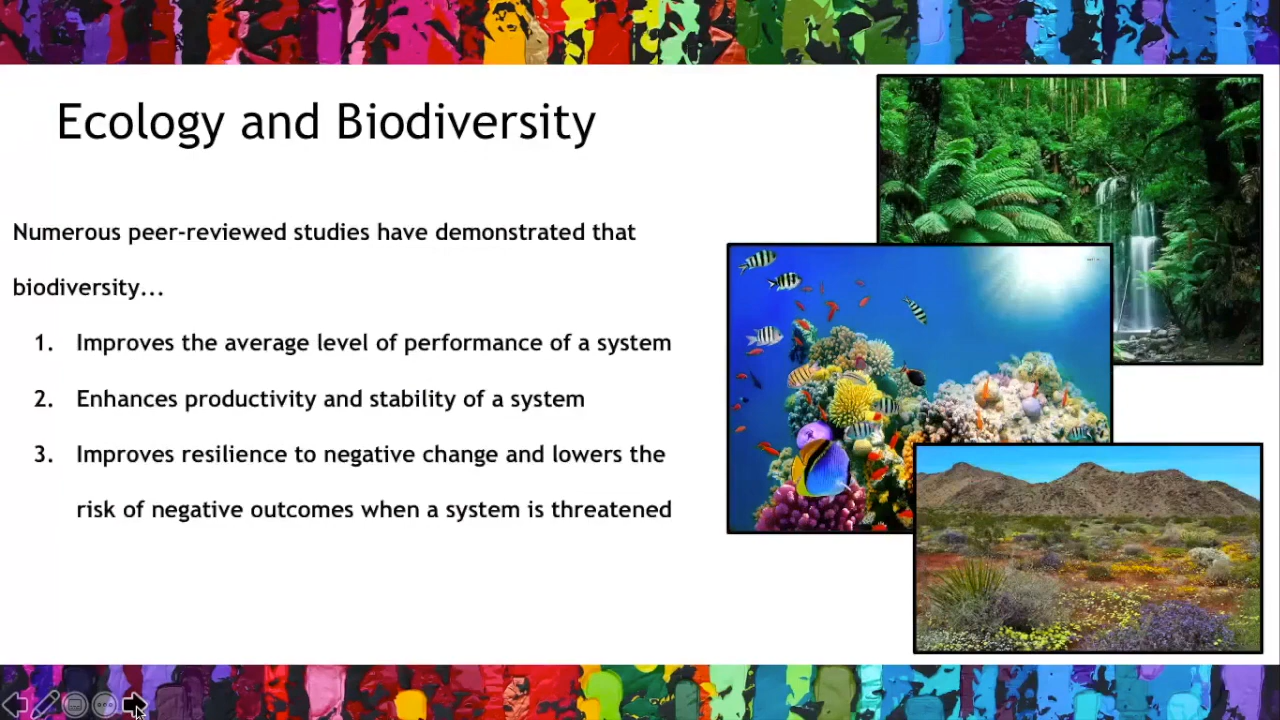 Ecology and Biodiversity
Numerous peer-reviewed studies have demonstrated that
biodiversity...
1. Improves the average level of performance of a system
2. Enhances productivity and stability of a system
3. Improves resilience to negative change and lowers the
risk of negative outcomes when a system is threatened